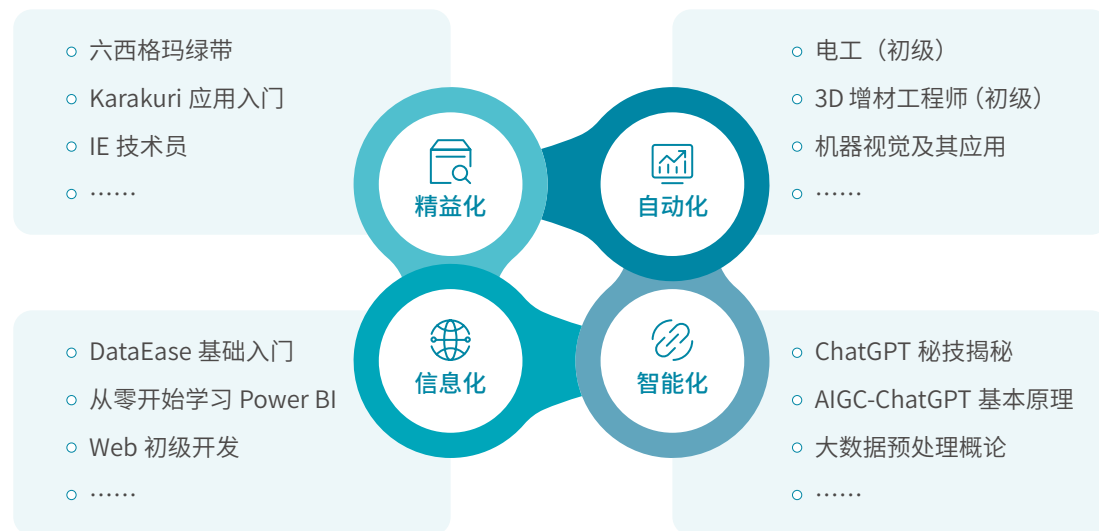 六西格玛绿带
Karakuri 应用入门
IE 技术员
……
精益化
电工（初级）
3D 增材工程师（初级）
机器视觉及其应用
……
自动化
DataEase 基础入门
从零开始学习 Power BI
Web 初级开发
……
信息化
ChatGPT 秘技揭秘
AIGC-ChatGPT 基本原理
大数据预处理概论
……
智能化